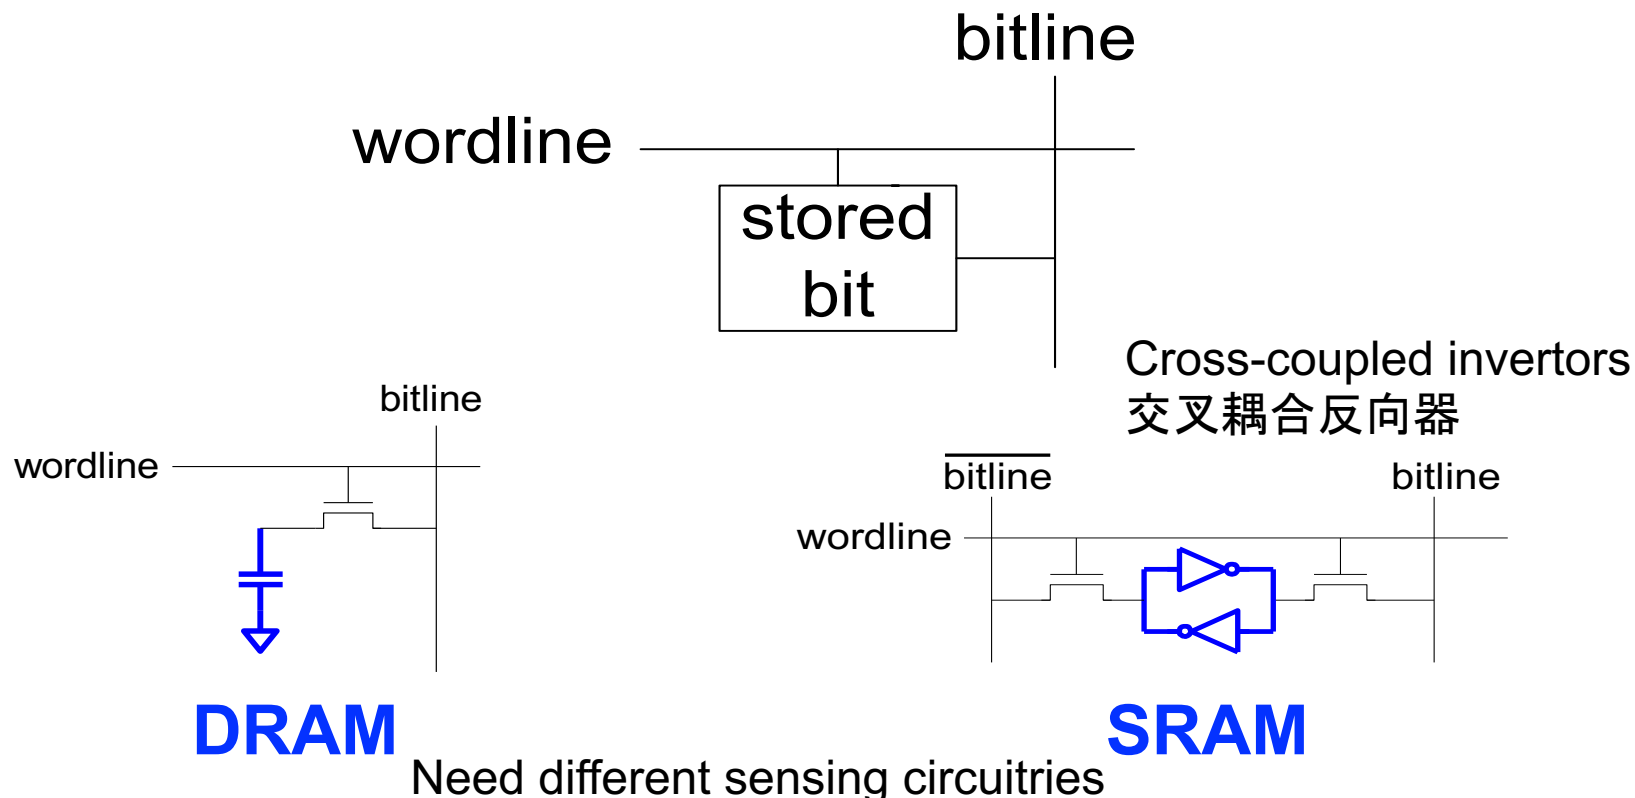 bitline
wordline
stored
bit
Cross-coupled invertors
交叉耦合反向器
bitline
wordline
bitline
bitline
wordline
DRAM
SRAM
Need different sensing circuitries